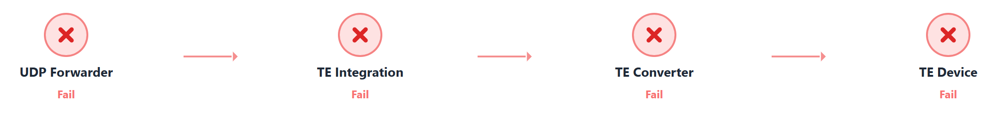 UDP Forwarder
Fail
TE Integration
Fail
TE Converter
Fail
TE Device
Fail